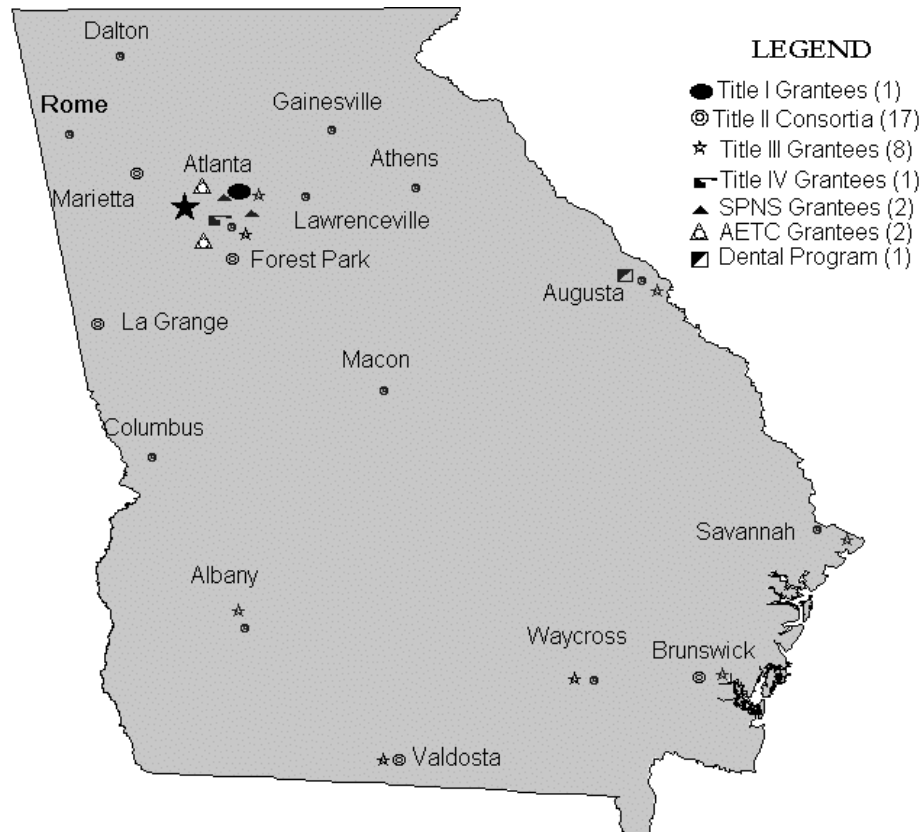 Dalton
LEGEND
Title I Grantees (1)
Rome
Gainesville
Title II Consortia (17)
Atlanta
Athens
Title III Grantees (8)
Marietta
Title IV Grantees (1)
Lawrenceville
SPNS Grantees (2)
AETC Grantees (2)
Forest Park
Dental Program (1)
Augusta
La Grange
Macon
Columbus
Savannah
Albany
Waycross
Brunswick
Valdosta